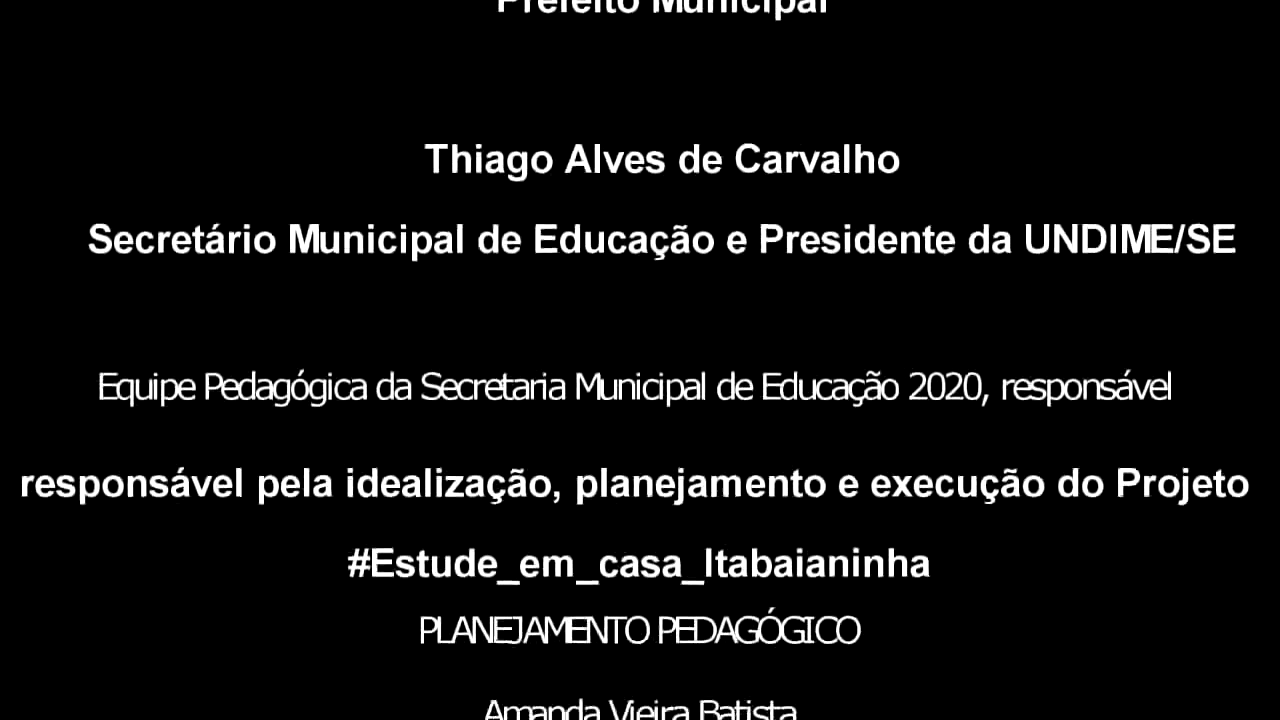 Prefeito Municipal
Thiago Alves de Carvalho
Secretário Municipal de Educação e Presidente da UNDIME/SE
Equipe Pedagógica da Secretaria Municipal de Educação 2020, responsável
responsável pela idealização, planejamento e execução do Projeto
#Estude_em_casa_Itabaianinha
PLANEJAMENTO PEDAGÓGICO
Amanda Vieira Batista